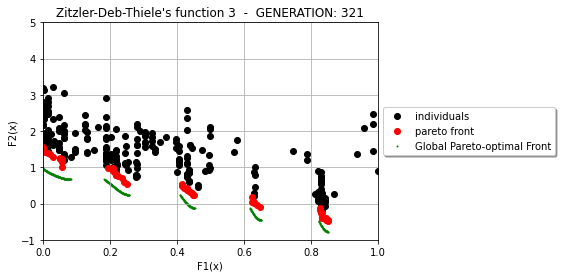 Zitzler-Deb-Thiele's function 3  -  GENERATION: 321
5
4
3
2
1
0
−1
F2(x)
0.0 0.2 0.4 0.6 0.8 1.0
F1(x)
individuals
pareto front
Global Pareto-optimal Front